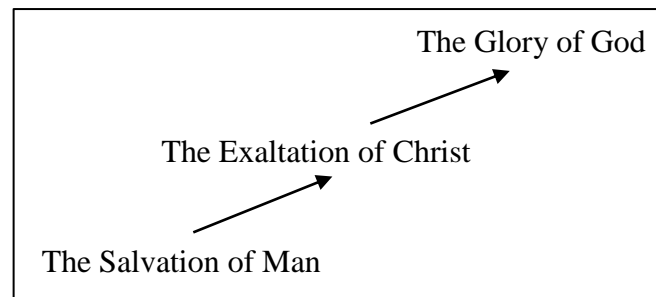 The Glory of God
The Exaltation of Christ
The Salvation of Man